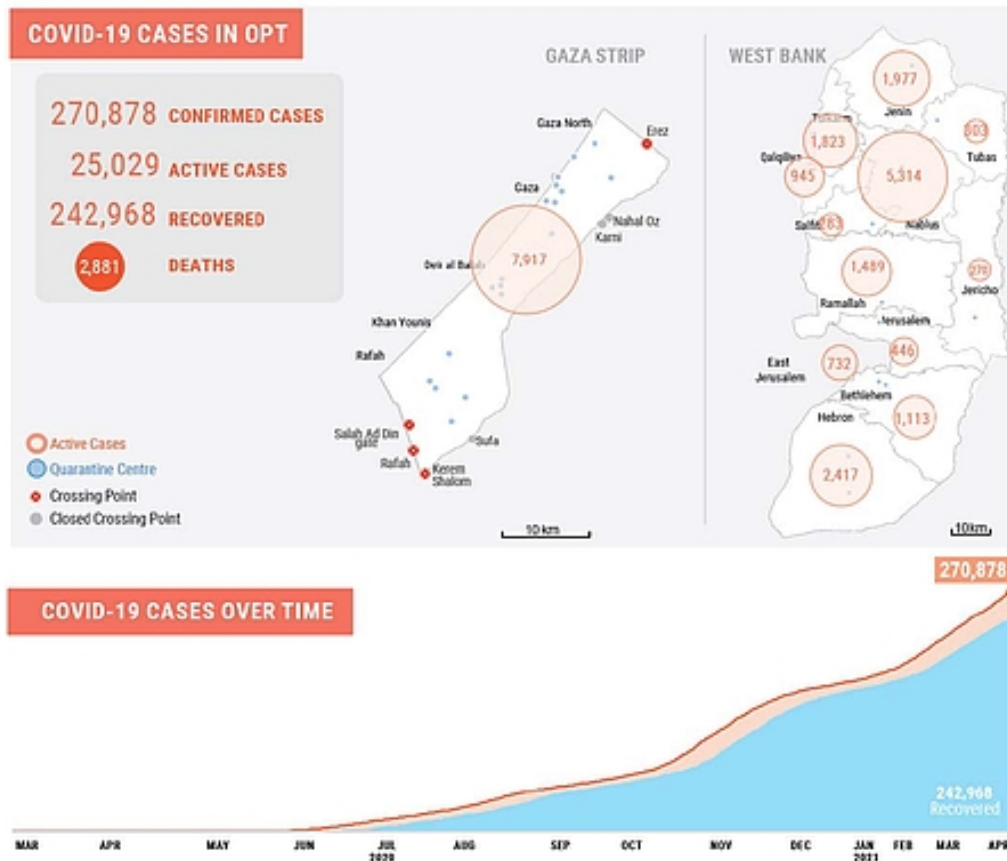 COVID-19 CASES IN OPT
270,878 CONFIRMED CASES
25,029 ACTIVE CASES
242,968 RECOVERED
2,881 DEATHS
GAZA STRIP
Gaza North
Erez
Gaza
Nahal Oz
Karni
7,917
Khan Younis
Rafah
Salah Ad Din
gate
Rafah
Kerem
Shalom
Sufa
10 km
WEST BANK
1,977
Jenin
1,823
803
Tubas
Qalqiliya
945
5,314
Nablus
1,489
Ramallah
270
Jericho
Jerusalem
446
732
East
Jerusalem
Bethlehem
Hebron
1,113
2,417
10km
Active Cases
Quarantine Centre
Crossing Point
Closed Crossing Point
COVID-19 CASES OVER TIME
270,878
242,968
Recovered
MAR APR MAY JUN JUL AUG SEP OCT NOV DEC JAN FEB MAR
2020 2021